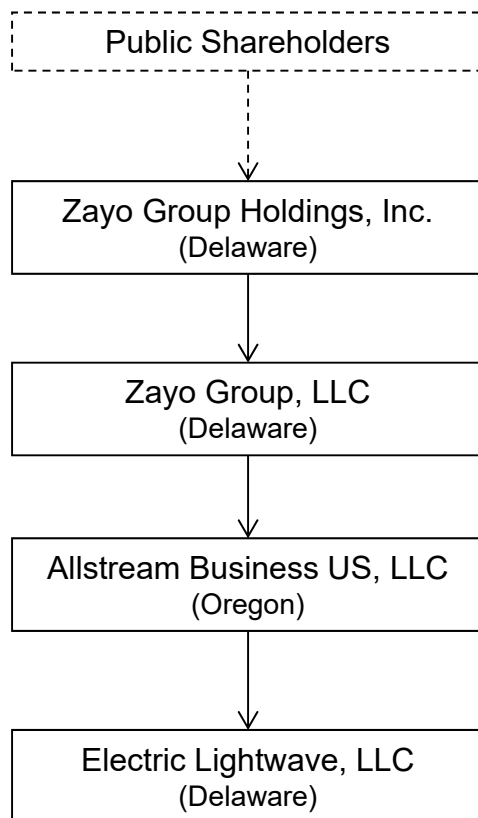 Public Shareholders
Zayo Group Holdings, Inc.
(Delaware)
Zayo Group, LLC
(Delaware)
Allstream Business US, LLC
(Oregon)
Electric Lightwave, LLC
(Delaware)